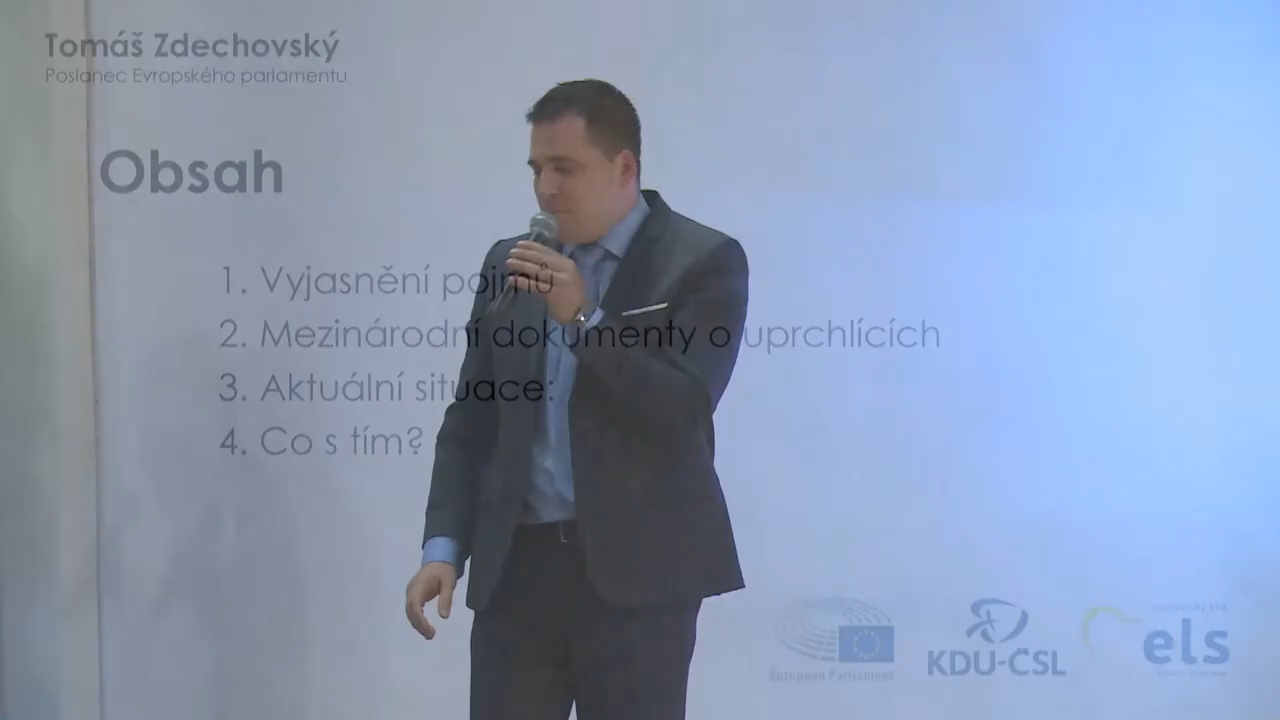 Tomáš Zdechovský
Poslanec Evropského parlamentu
Obsah
1. Vyjasnění pojmů
2. Mezinárodní dokumenty o uprchlících
3. Aktuální situace:
4. Co s tím?
European Parliament
KDU-ČSL
els